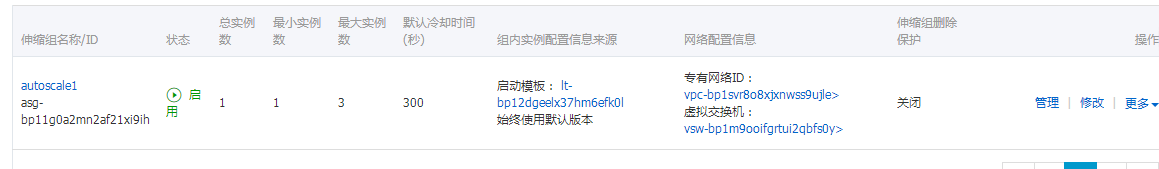 伸缩组名称/ID
状态
总实例
数
最小实例
数
最大实例
数
默认冷却时间
(秒)
组内实例配置信息来源
网络配置信息
伸缩组删除
保护
操作
autoscale1
asg-
bp11g0a2mn2af21xi9ih
启
用
1
1
3
300
启动模板： lt-
bp12dgeelx37hm6efk0l
始终使用默认版本
专有网络ID：
vpc-bp1svr8o8xjxnwss9ujle>
虚拟交换机：
vsw-bp1m9ooifgrtui2qbfs0y>
关闭
管理 | 修改 | 更多